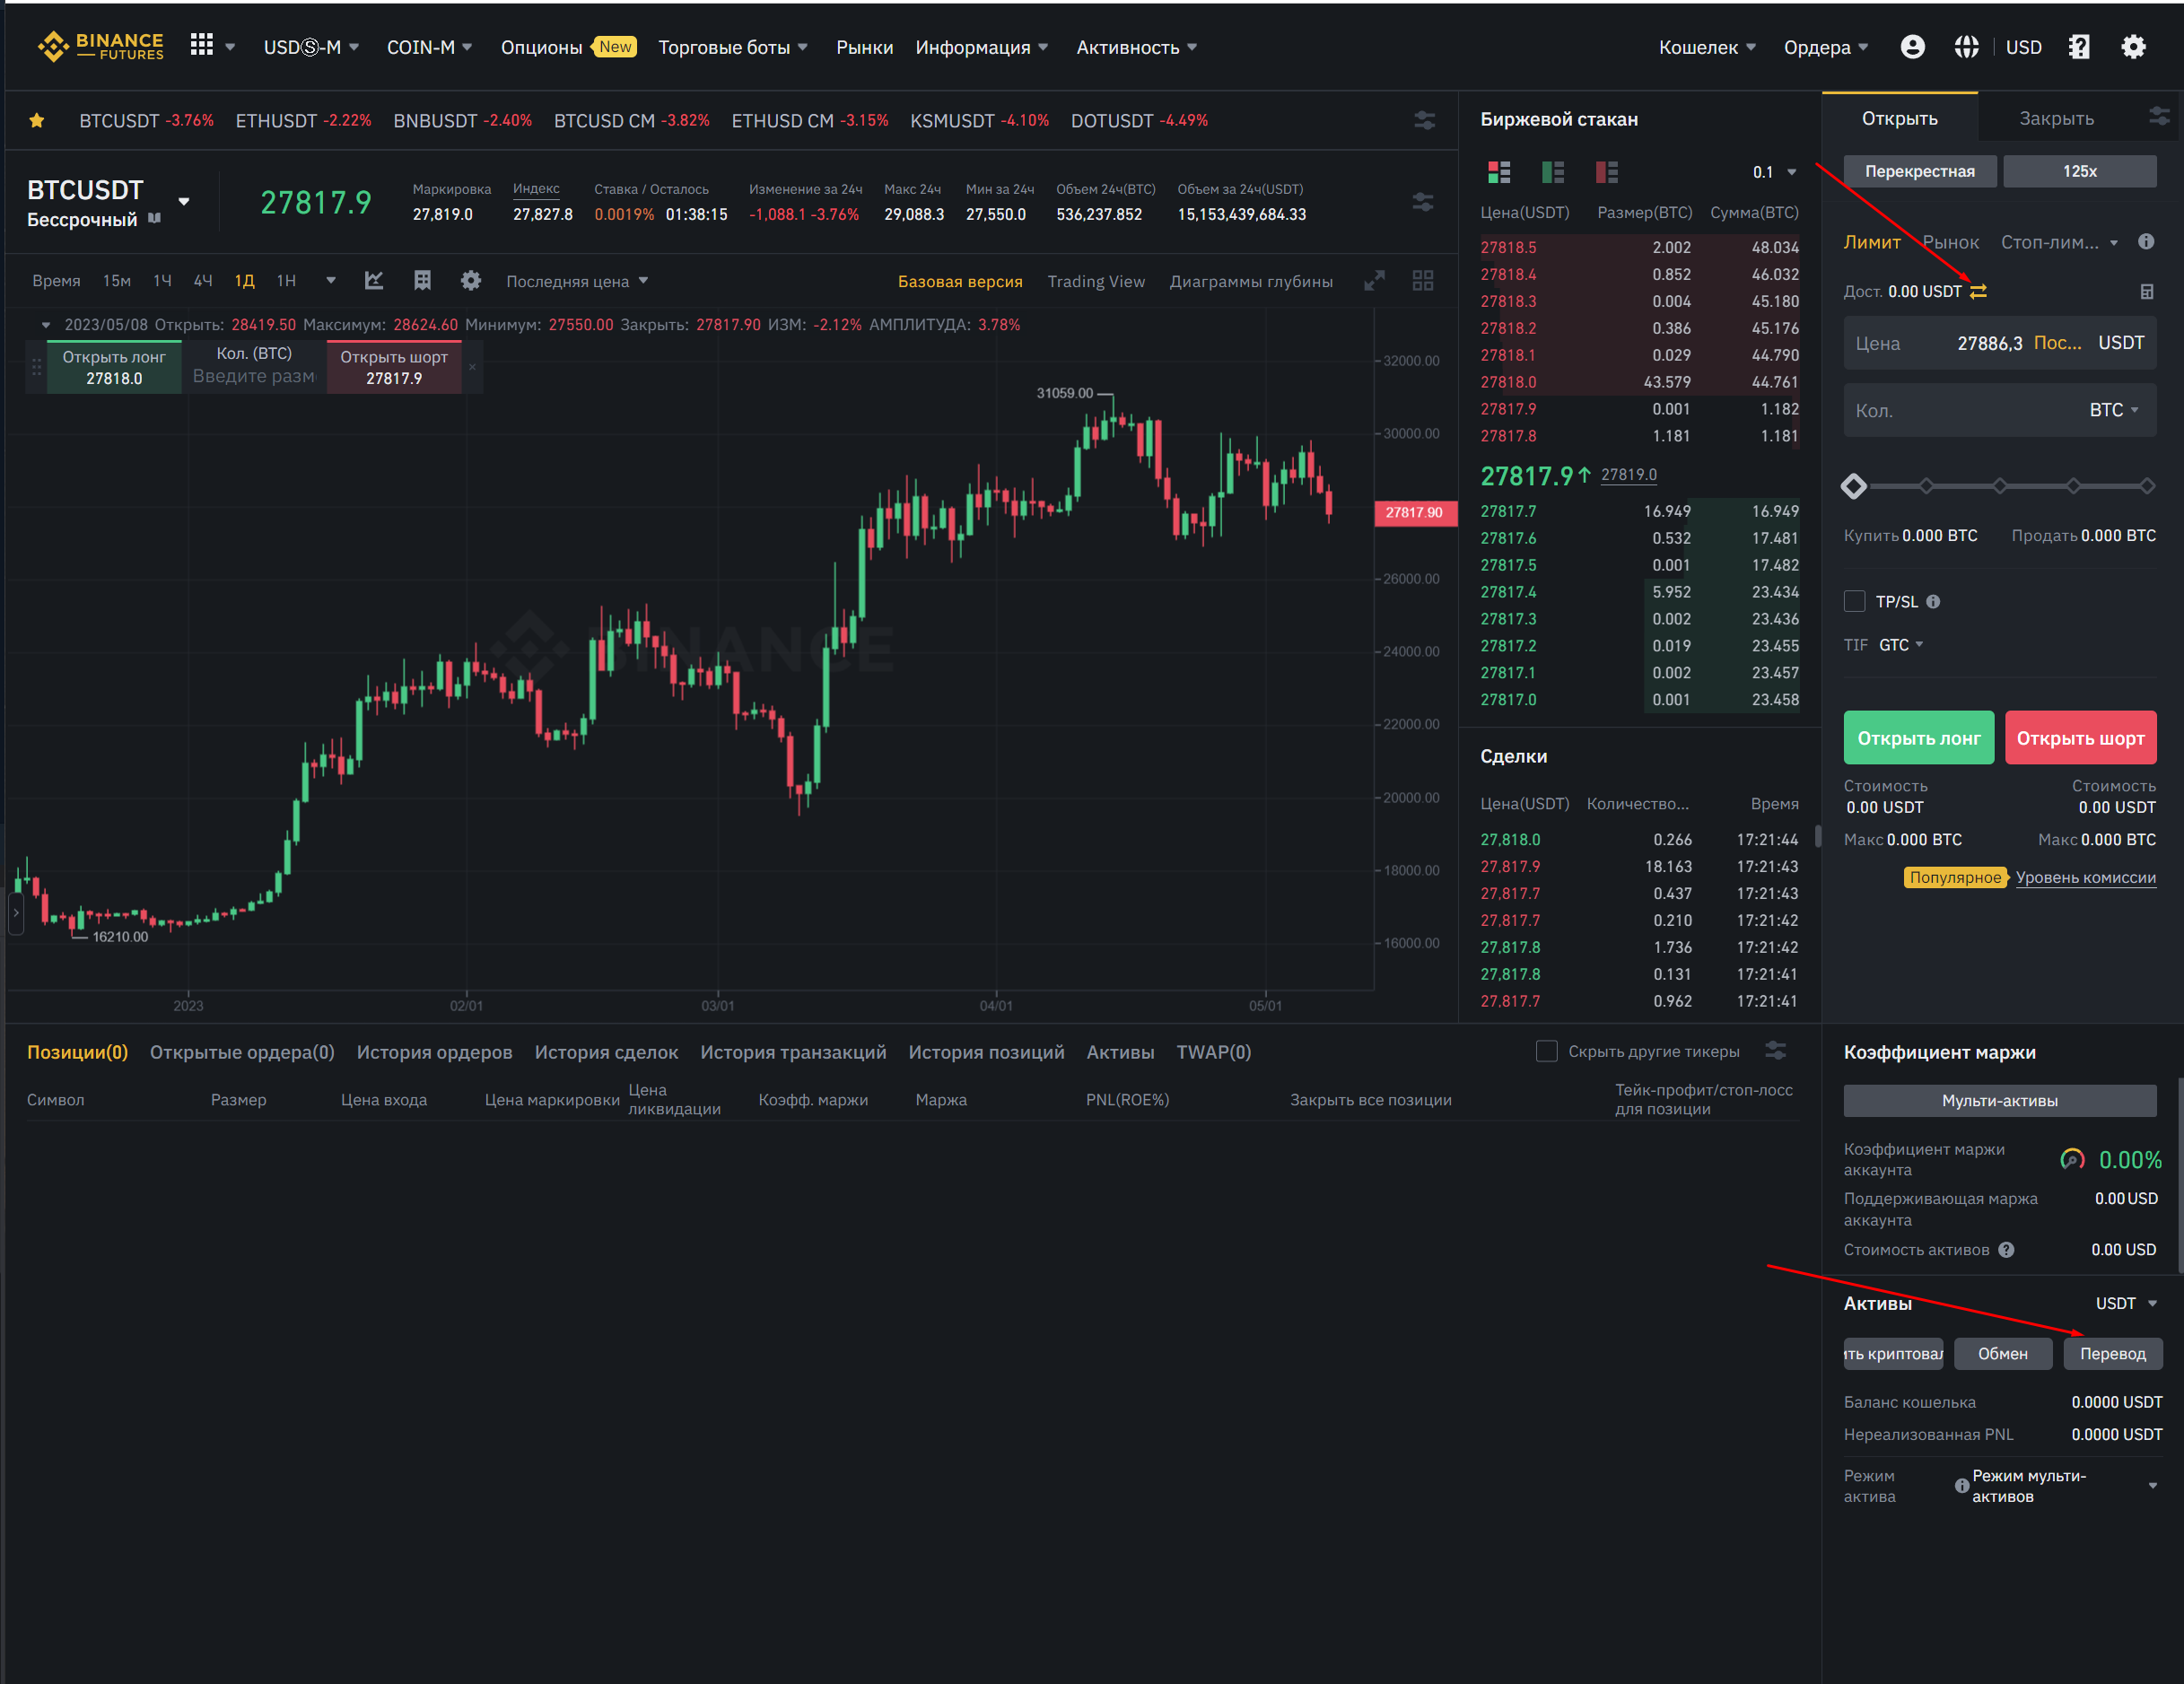 BINANCE
FUTURES
USDⓈ-M COIN-M Опционы New Торговые боты Рынки Информация Активность
Кошелек Ордера USD
BTCUSDT -3.76% ETHUSDT -2.22% BNBUSDT -2.40% BTCUSD CM -3.82% ETHUSD CM -3.15% KSMUSDT -4.10% DOTUSDT -4.49%
BTCUSDT
Бессрочный
27817.9
Маркировка
27,819.0
Индекс
27,827.8
Ставка / Осталось
0.0019% 01:38:15
Изменение за 24ч
-1,088.1 -3.76%
Макс 24ч
29,088.3
Мин за 24ч
27,550.0
Объем 24ч(BTC)
536,237.852
Объем за 24ч(USDT)
15,153,439,684.33
Время 15м 1Ч 4Ч 1Д 1Н Последняя цена Базовая версия Trading View Диаграммы глубины
2023/05/08 Открыть: 28419.50 Максимум: 28624.60 Минимум: 27550.00 Закрыть: 27817.90 ИЗМ: -2.12% АМПЛИТУДА: 3.78%
Открыть лонг
27818.0
Кол. (BTC)
Введите разм
Открыть шорт
27817.9
31059.00
16210.00
BINANCE
32000.00
30000.00
27817.90
26000.00
24000.00
22000.00
20000.00
18000.00
16000.00
2023 02/01 03/01 04/01 05/01
Биржевой стакан
0.1
Цена(USDT) Размер(BTC) Сумма(BTC)
27818.5 2.002 48.034
27818.4 0.852 46.032
27818.3 0.004 45.180
27818.2 0.386 45.176
27818.1 0.029 44.790
27818.0 43.579 44.761
27817.9 0.001 1.182
27817.8 1.181 1.181
27817.9↑ 27819.0
27817.7 16.949 16.949
27817.6 0.532 17.481
27817.5 0.001 17.482
27817.4 5.952 23.434
27817.3 0.002 23.436
27817.2 0.019 23.455
27817.1 0.002 23.457
27817.0 0.001 23.458
Сделки
Цена(USDT) Количество... Время
27,818.0 0.266 17:21:44
27,817.9 18.163 17:21:43
27,817.7 0.437 17:21:43
27,817.7 0.210 17:21:42
27,817.8 1.736 17:21:42
27,817.8 0.131 17:21:41
27,817.7 0.962 17:21:41
Открыть Закрыть
Перекрестная 125x
Лимит Рынок Стоп-лим...
Дост. 0.00 USDT
Цена 27886,3 Пос... USDT
Кол. BTC
Купить 0.000 BTC Продать 0.000 BTC
TP/SL
TIF GTC
Открыть лонг Открыть шорт
Стоимость Стоимость
0.00 USDT 0.00 USDT
Макс 0.000 BTC Макс 0.000 BTC
Популярное Уровень комиссии
Позиции(0) Открытые ордера(0) История ордеров История сделок История транзакций История позиций Активы TWAP(0) Скрыть другие тикеры
Символ Размер Цена входа Цена маркировки Цена ликвидации Коэфф. маржи Маржа PNL(ROE%) Закрыть все позиции Тейк-профит/стоп-лосс для позиции
Коэффициент маржи
Мульти-активы
Коэффициент маржи
аккаунта
0.00%
Поддерживающая маржа
аккаунта
0.00 USD
Стоимость активов 0.00 USD
Активы USDT
ить криптовал Обмен Перевод
Баланс кошелька 0.0000 USDT
Нереализованная PNL 0.0000 USDT
Режим
актива
Режим мульти-
активов